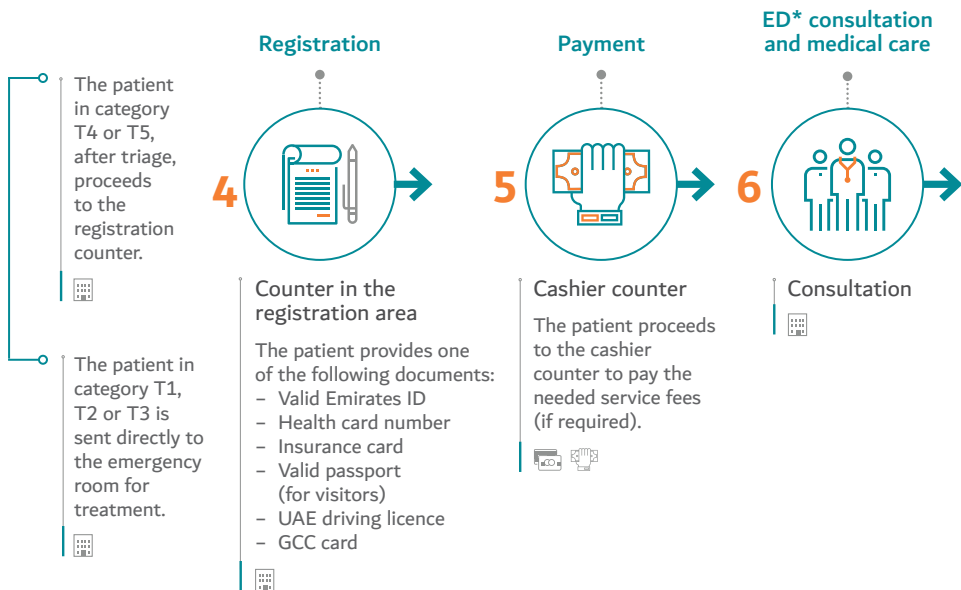 The patient
in category
T4 or T5,
after triage,
proceeds
to the
registration
counter.
The patient in
category T1,
T2 or T3 is
sent directly to
the emergency
room for
treatment.
Registration
4
Counter in the
registration area
The patient provides one
of the following documents:
– Valid Emirates ID
– Health card number
– Insurance card
– Valid passport
(for visitors)
– UAE driving licence
– GCC card
Payment
5
Cashier counter
The patient proceeds
to the cashier
counter to pay the
needed service fees
(if required).
ED* consultation
and medical care
6
Consultation